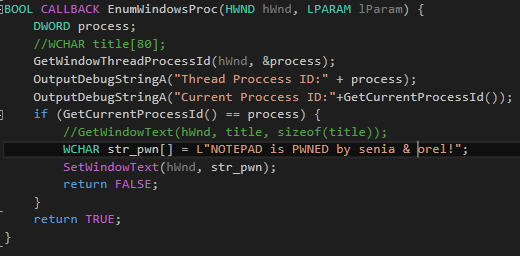 BOOL CALLBACK EnumWindowsProc(HWND hWnd, LPARAM lParam) {
DWORD process;
//WCHAR title[80];
GetWindowThreadProcessId(hWnd, &process);
OutputDebugStringA("Thread Proccess ID:" + process);
OutputDebugStringA("Current Proccess ID:"+GetCurrentProcessId());
if (GetCurrentProcessId() == process) {
//GetWindowText(hWnd, title, sizeof(title));
WCHAR str_pwn[] = L"NOTEPAD is PWNED by senia & orel!";
SetWindowText(hWnd, str_pwn);
return FALSE;
}
return TRUE;
}